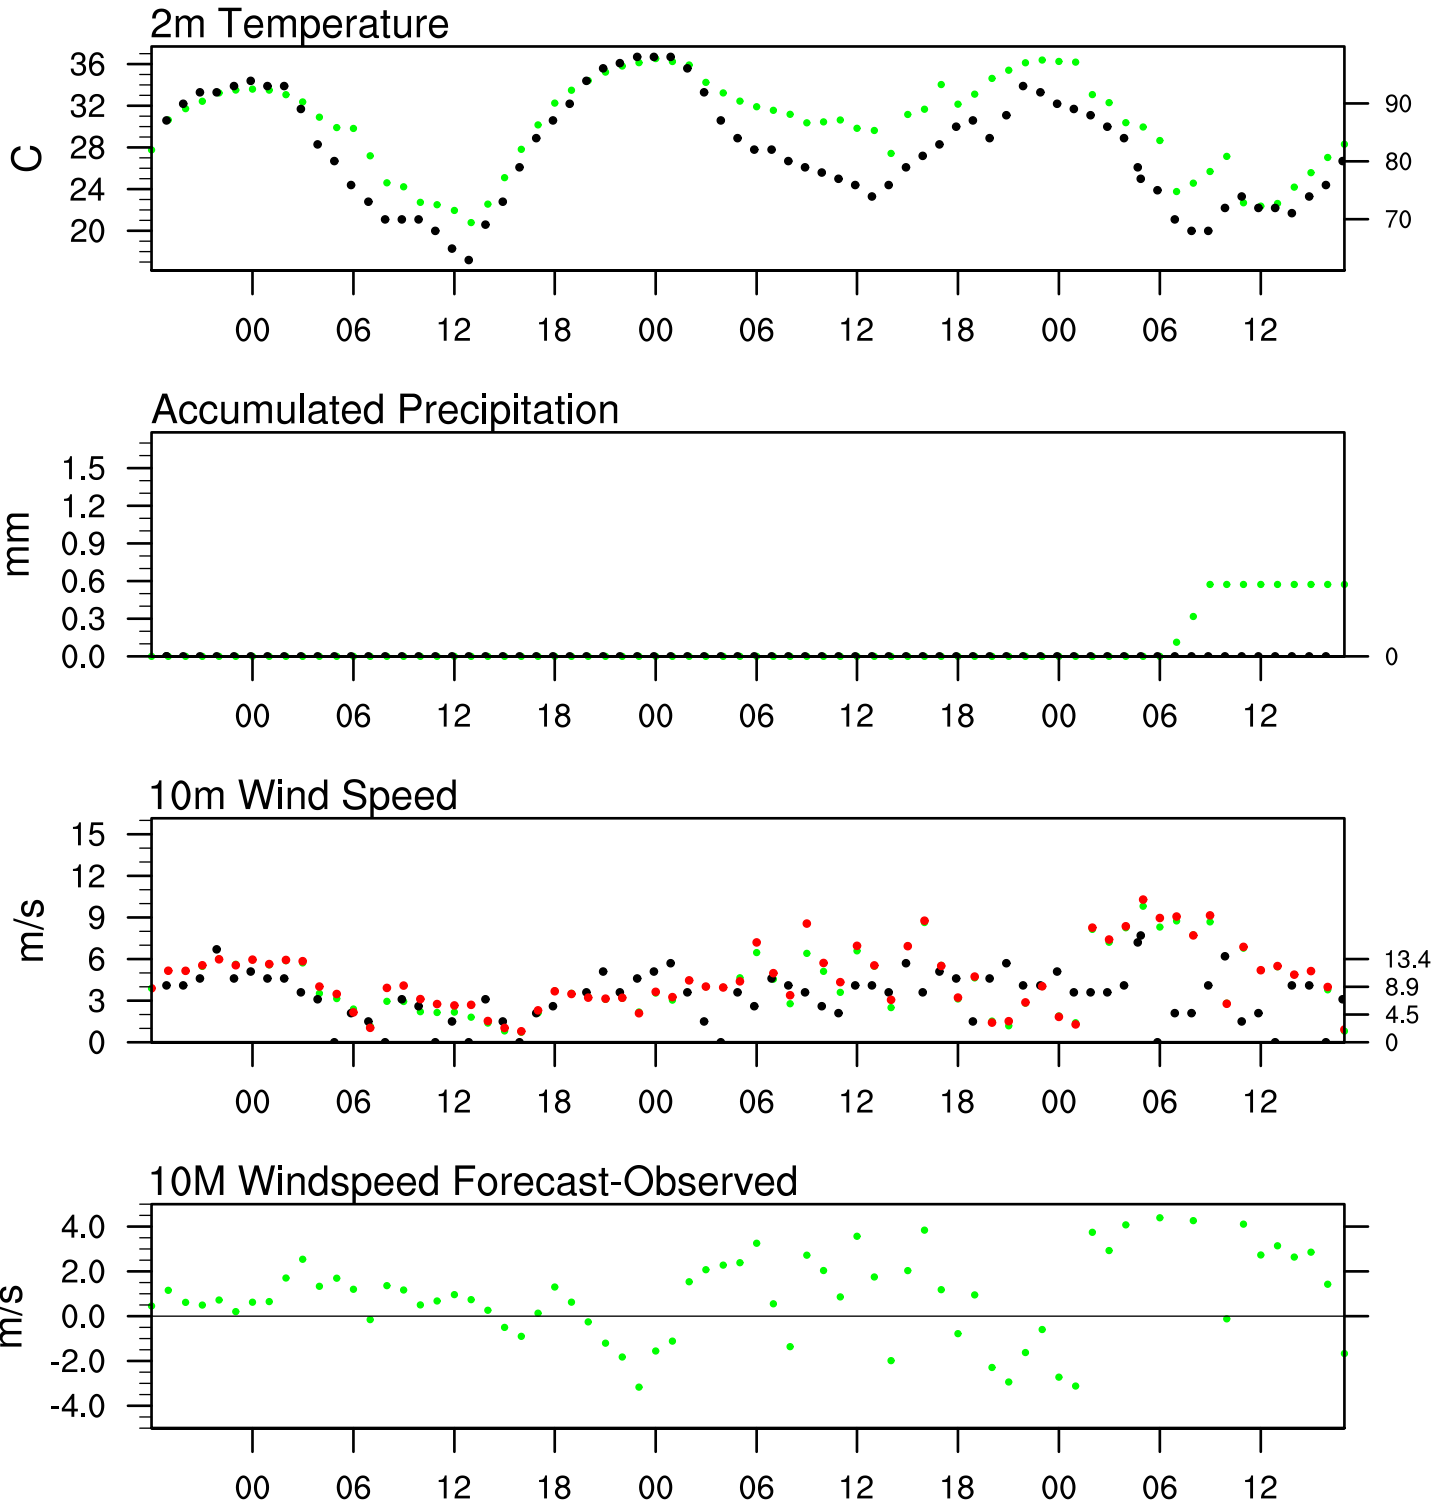 2m Temperature
36
32
28
24
20
C
90
80
70
00 06 12 18 00 06 12 18 00 06 12
Accumulated Precipitation
1.5
1.2
0.9
0.6
0.3
0.0
mm
0
00 06 12 18 00 06 12 18 00 06 12
10m Wind Speed
15
12
9
6
3
0
m/s
13.4
8.9
4.5
0
00 06 12 18 00 06 12 18 00 06 12
10M Windspeed Forecast-Observed
4.0
2.0
0.0
-2.0
-4.0
m/s
00 06 12 18 00 06 12 18 00 06 12